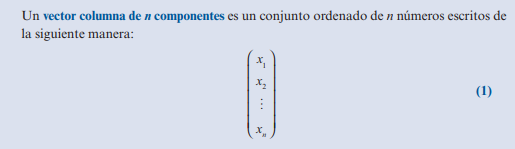 Un vector columna de n componentes es un conjunto ordenado de n números escritos de
la siguiente manera:
x₁
x₂
⋮
xₙ
(1)